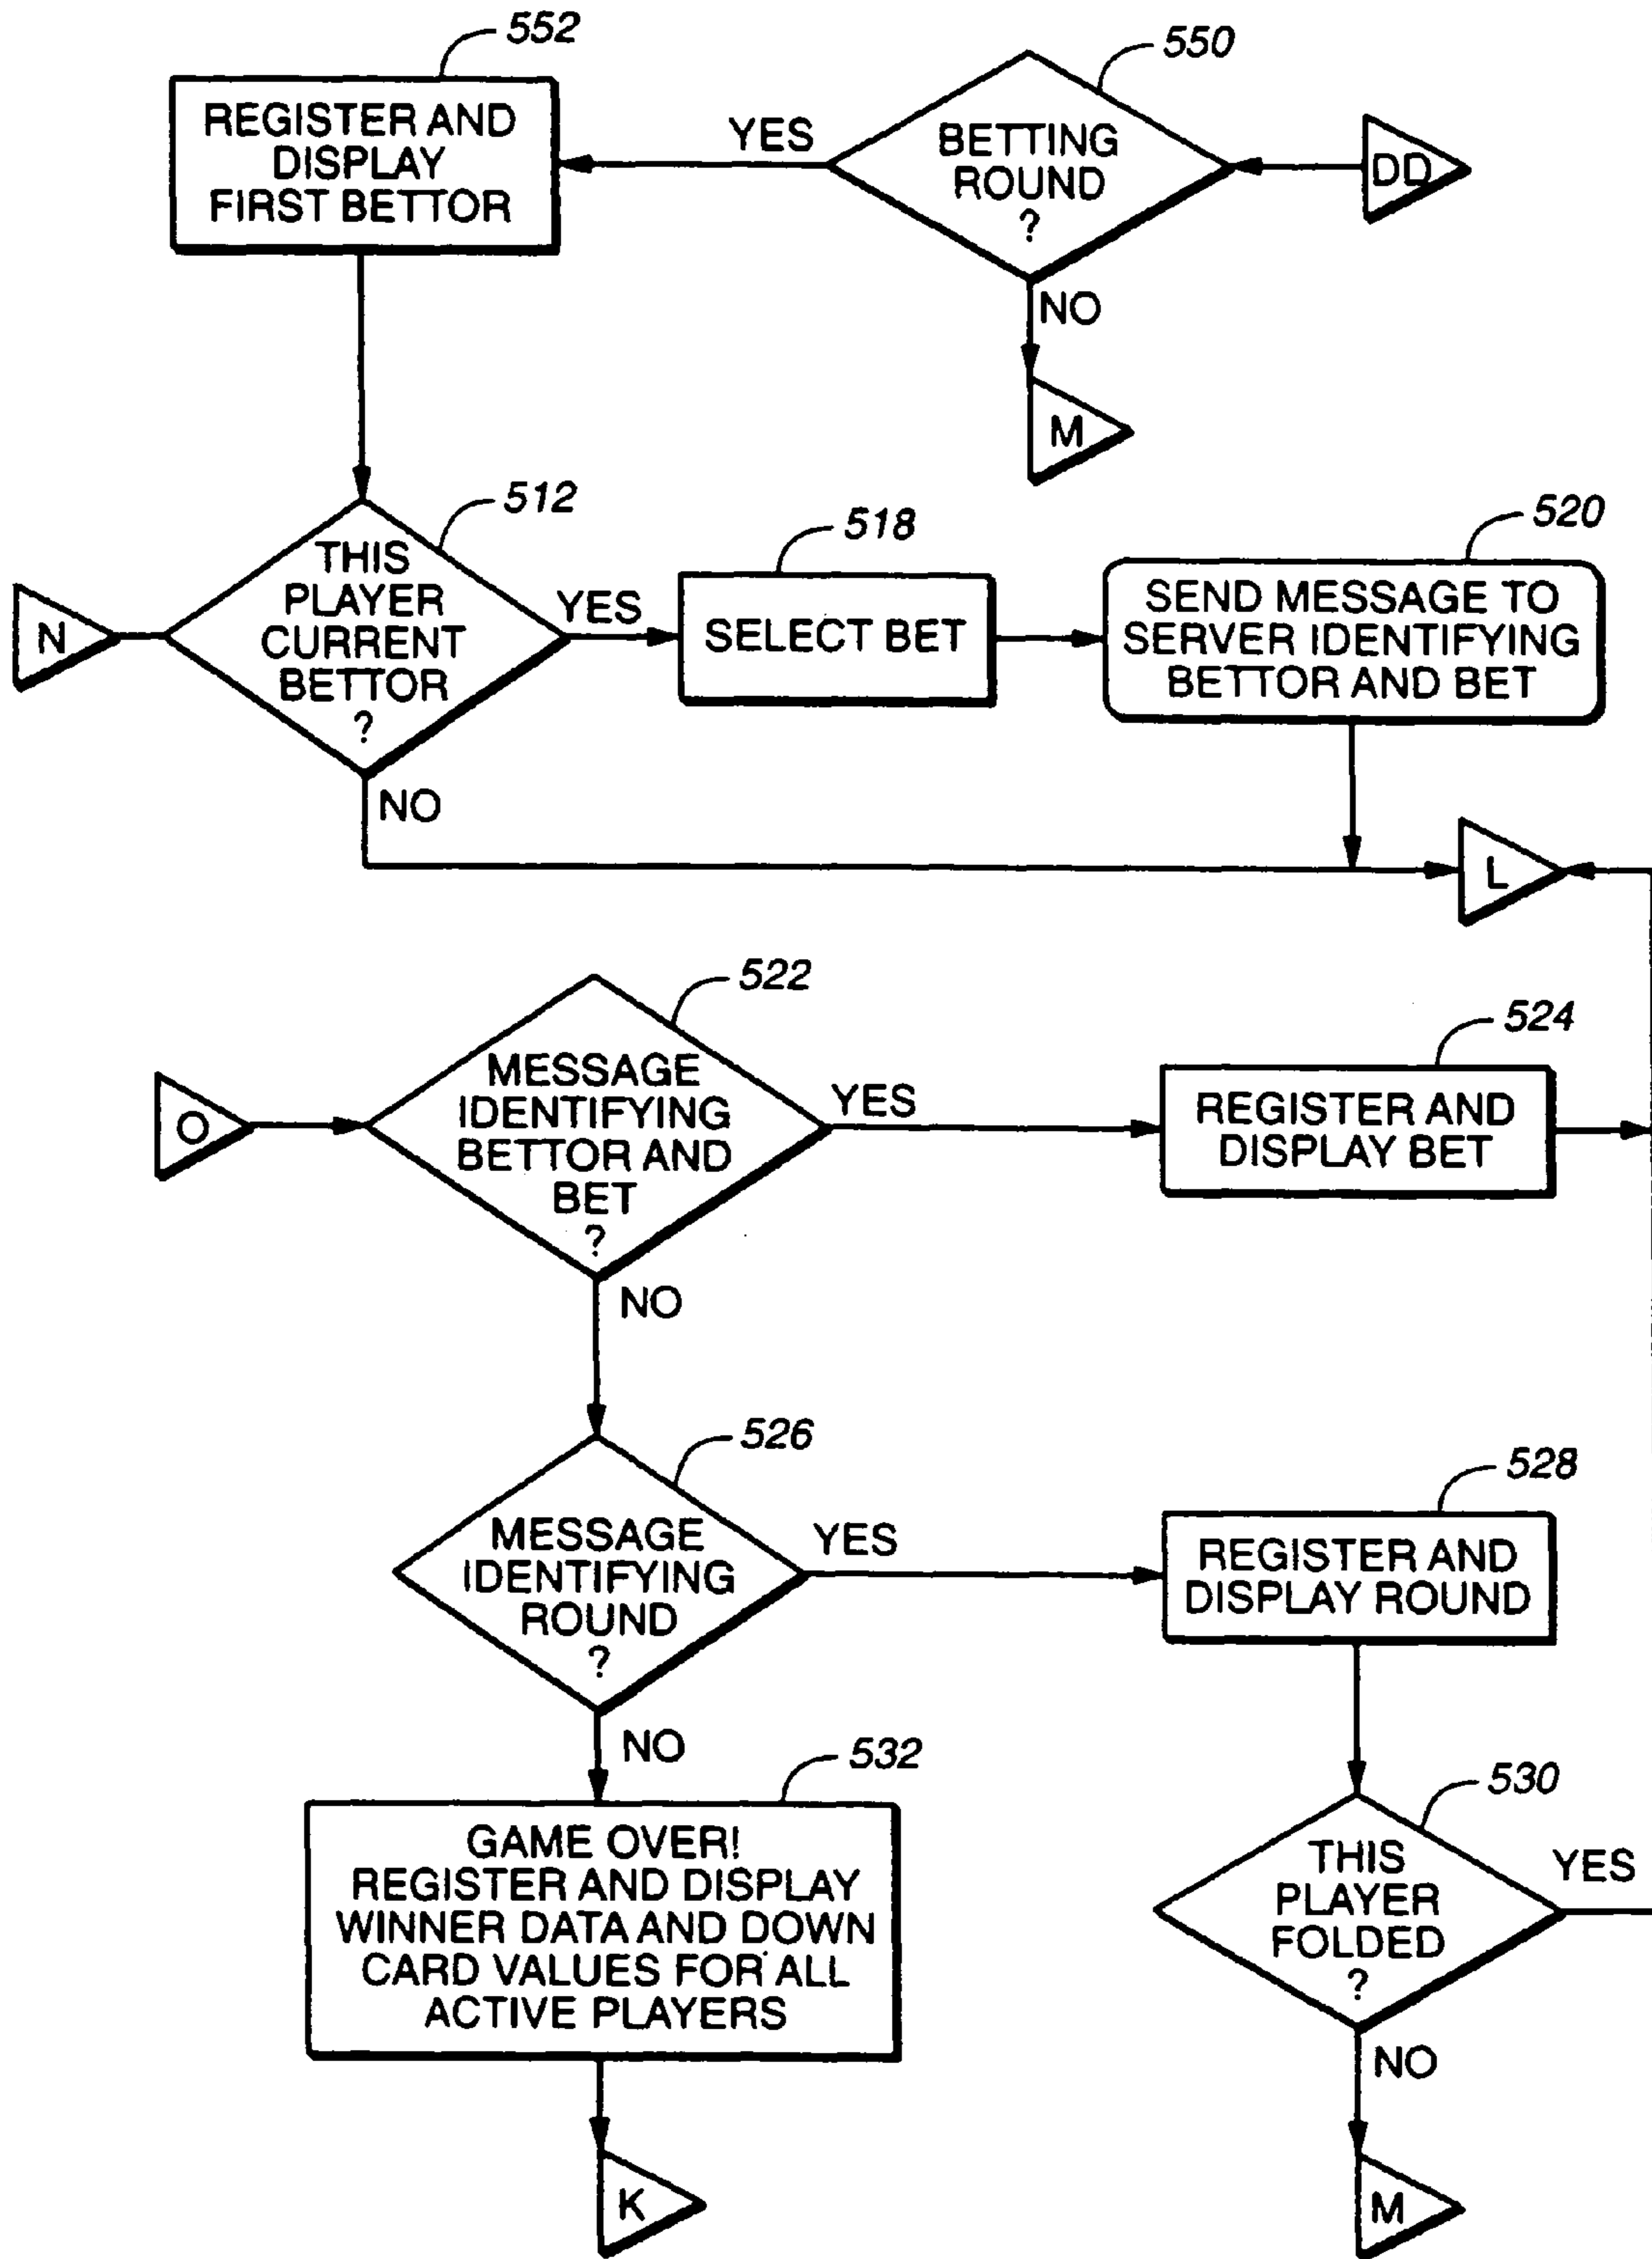 552
REGISTER AND
DISPLAY
FIRST BETTOR
YES
550
BETTING
ROUND
?
DD
NO
M
512
THIS
PLAYER
CURRENT
BETTOR
?
N
YES
518
SELECT BET
520
SEND MESSAGE TO
SERVER IDENTIFYING
BETTOR AND BET
NO
L
522
MESSAGE
IDENTIFYING
BETTOR AND
BET
?
O
YES
524
REGISTER AND
DISPLAY BET
NO
526
MESSAGE
IDENTIFYING
ROUND
?
YES
528
REGISTER AND
DISPLAY ROUND
NO
532
GAME OVER!
REGISTER AND DISPLAY
WINNER DATA AND DOWN
CARD VALUES FOR ALL
ACTIVE PLAYERS
530
THIS
PLAYER
FOLDED
?
YES
NO
K
M